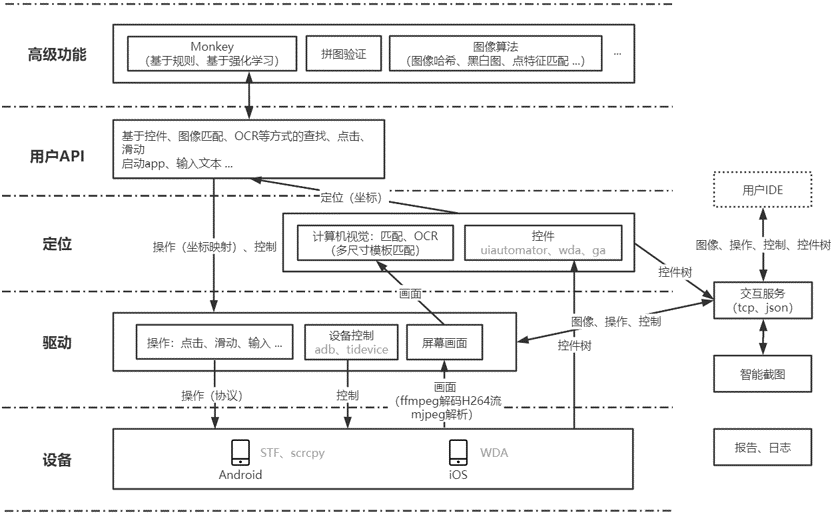 高级功能
Monkey
（基于规则、基于强化学习）
拼图验证
图像算法
（图像哈希、黑白图、点特征匹配 ...）
...
用户API
基于控件、图像匹配、OCR等方式的查找、点击、
滑动
启动app、输入文本 ...
定位（坐标）
用户IDE
定位
操作（坐标映射）、控制
计算机视觉：匹配、OCR
（多尺寸模板匹配）
控件
uiautomator、wda、ga
图像、操作、控制、控件树
控件树
画面
交互服务
（tcp、json）
图像、操作、控制
驱动
操作：点击、滑动、输入 ...
设备控制
adb、tidevice
屏幕画面
控件树
智能截图
操作（协议）
控制
画面
（ffmpeg解码H264流
mjpeg解析）
设备
STF、scrcpy
Android
WDA
iOS
报告、日志